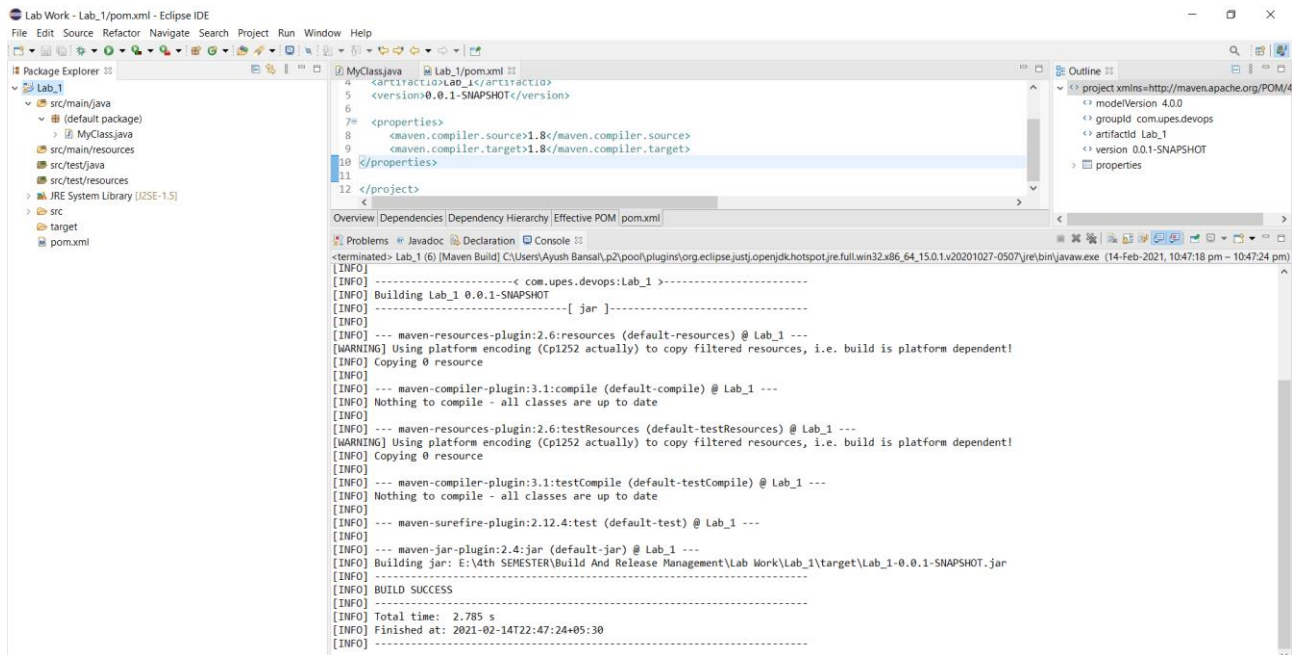 Lab Work - Lab_1/pom.xml - Eclipse IDE
File Edit Source Refactor Navigate Search Project Run Window Help
Package Explorer
Lab_1
src/main/java
(default package)
MyClass.java
src/main/resources
src/test/java
src/test/resources
JRE System Library [J2SE-1.5]
src
target
pom.xml
MyClass.java Lab_1/pom.xml
4 <artifactId>Lab_1</artifactId>
5 <version>0.0.1-SNAPSHOT</version>
6
7 <properties>
8 <maven.compiler.source>1.8</maven.compiler.source>
9 <maven.compiler.target>1.8</maven.compiler.target>
10 </properties>
11
12 </project>
Overview Dependencies Dependency Hierarchy Effective POM pom.xml
Outline
project xmlns=http://maven.apache.org/POM/4
modelVersion 4.0.0
groupId com.upes.devops
artifactId Lab_1
version 0.0.1-SNAPSHOT
properties
Problems Javadoc Declaration Console
<terminated> Lab_1 (6) [Maven Build] C:\Users\Ayush Bansal\.p2\pool\plugins\org.eclipse.justj.openjdk.hotspot.jre.full.win32.x86_64_15.0.1.v20201027-0507\jre\bin\javaw.exe (14-Feb-2021, 10:47:18 pm – 10:47:24 pm)
[INFO]
[INFO] -----------------------< com.upes.devops:Lab_1 >------------------------
[INFO] Building Lab_1 0.0.1-SNAPSHOT
[INFO] --------------------------------[ jar ]---------------------------------
[INFO]
[INFO] --- maven-resources-plugin:2.6:resources (default-resources) @ Lab_1 ---
[WARNING] Using platform encoding (Cp1252 actually) to copy filtered resources, i.e. build is platform dependent!
[INFO] Copying 0 resource
[INFO]
[INFO] --- maven-compiler-plugin:3.1:compile (default-compile) @ Lab_1 ---
[INFO] Nothing to compile - all classes are up to date
[INFO]
[INFO] --- maven-resources-plugin:2.6:testResources (default-testResources) @ Lab_1 ---
[WARNING] Using platform encoding (Cp1252 actually) to copy filtered resources, i.e. build is platform dependent!
[INFO] Copying 0 resource
[INFO]
[INFO] --- maven-compiler-plugin:3.1:testCompile (default-testCompile) @ Lab_1 ---
[INFO] Nothing to compile - all classes are up to date
[INFO]
[INFO] --- maven-surefire-plugin:2.12.4:test (default-test) @ Lab_1 ---
[INFO]
[INFO] --- maven-jar-plugin:2.4:jar (default-jar) @ Lab_1 ---
[INFO] Building jar: E:\4th SEMESTER\Build And Release Management\Lab Work\Lab_1\target\Lab_1-0.0.1-SNAPSHOT.jar
[INFO] ------------------------------------------------------------------------
[INFO] BUILD SUCCESS
[INFO] ------------------------------------------------------------------------
[INFO] Total time:  2.785 s
[INFO] Finished at: 2021-02-14T22:47:24+05:30
[INFO] ------------------------------------------------------------------------